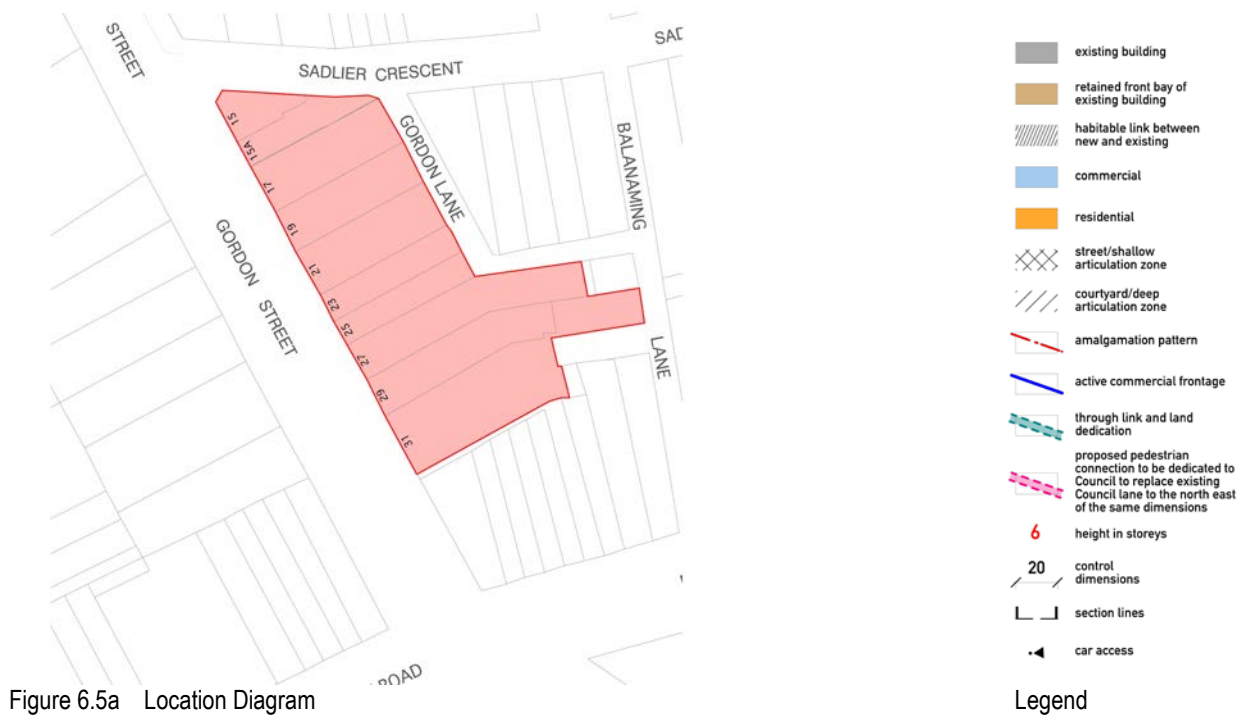 STREET
SADLIER CRESCENT
SAD
GORDON LANE
BALANAMING
LANE
GORDON STREET
15
15A
17
19
21
23
25
27
29
31
ROAD
existing building
retained front bay of
existing building
habitable link between
new and existing
commercial
residential
street/shallow
articulation zone
courtyard/deep
articulation zone
amalgamation pattern
active commercial frontage
through link and land
dedication
proposed pedestrian
connection to be dedicated to
Council to replace existing
Council lane to the north east
of the same dimensions
6
height in storeys
20
control
dimensions
section lines
car access
Figure 6.5a Location Diagram
Legend